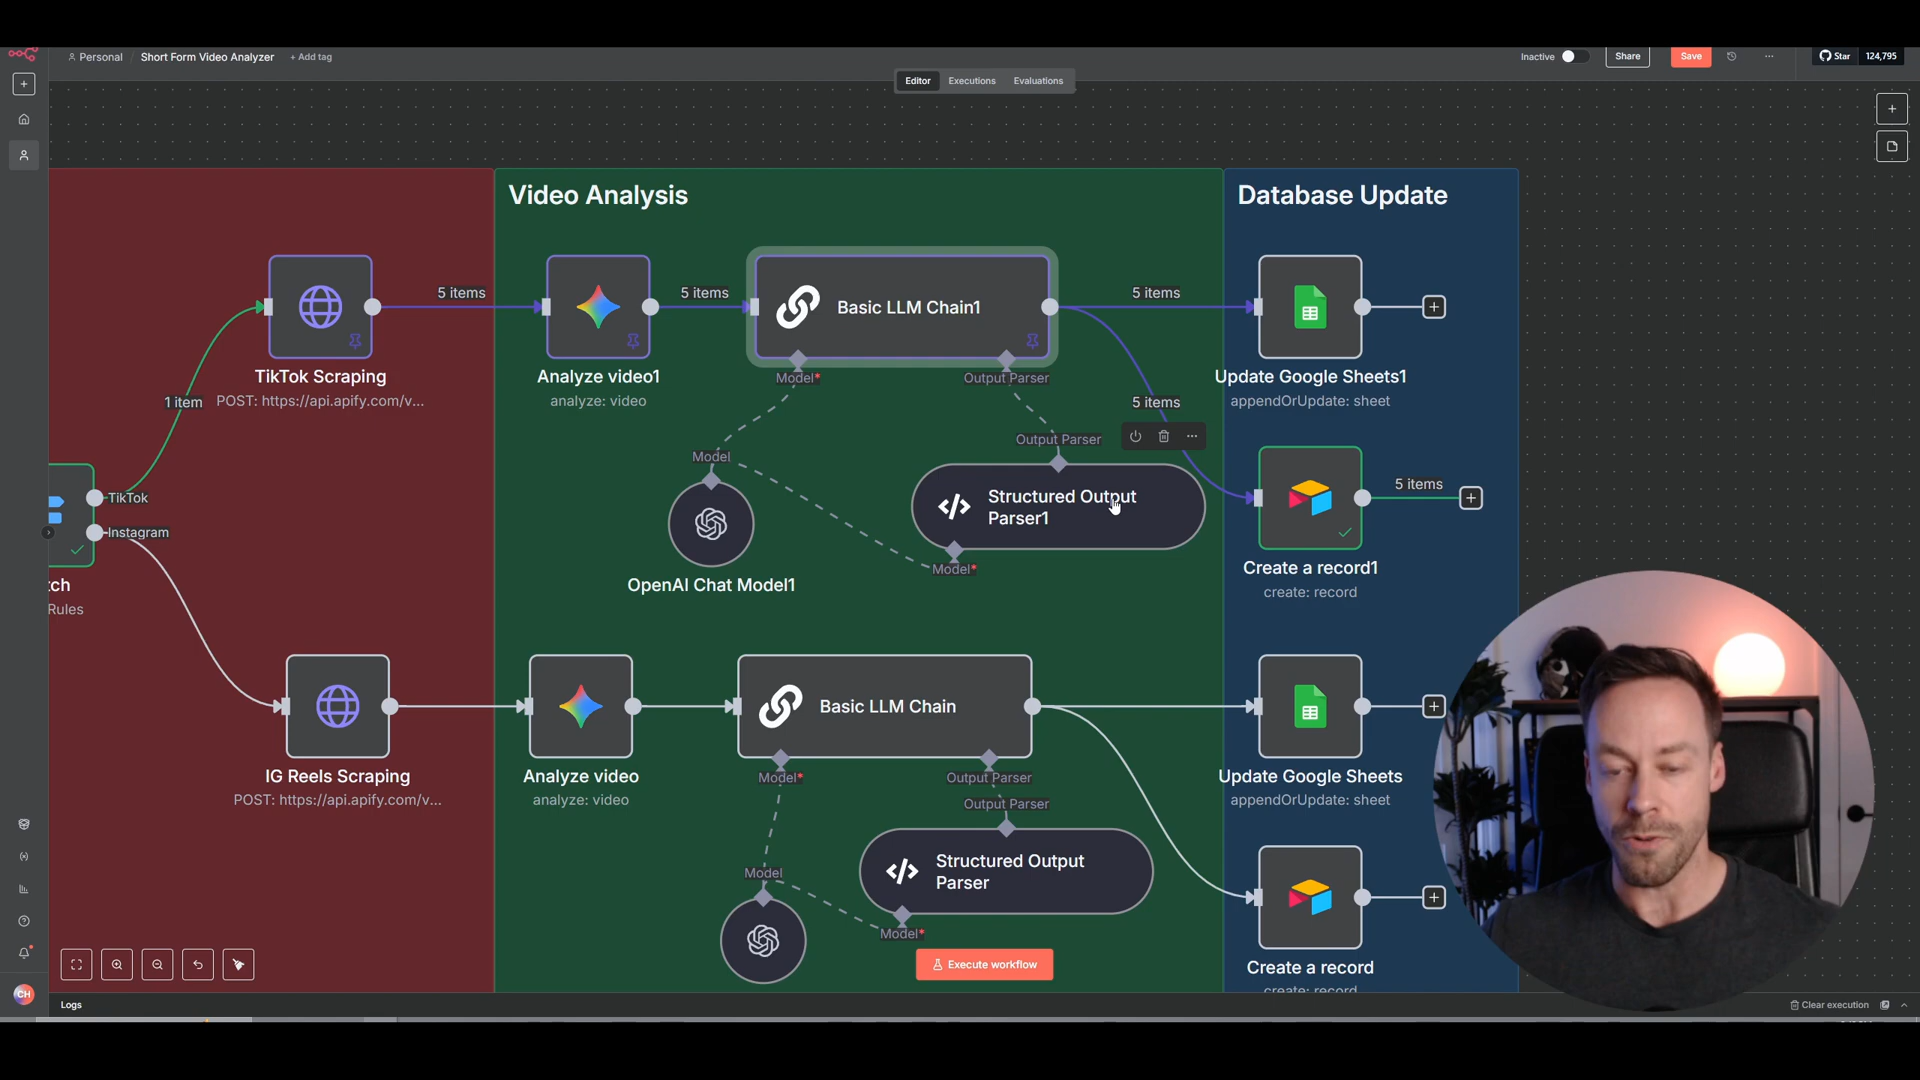 Personal / Short Form Video Analyzer + Add tag
Inactive
Share
Save
Star 124,795
Editor Executions Evaluations
Video Analysis
Database Update
5 items
5 items
5 items
Basic LLM Chain1
TikTok Scraping
POST: https://api.apify.com/v...
Analyze video1
analyze: video
Model*
Output Parser
Update Google Sheets1
appendOrUpdate: sheet
1 item
5 items
Output Parser
Model
Structured Output
Parser1
5 items
TikTok
Instagram
Model*
OpenAI Chat Model1
Create a record1
create: record
tch
Rules
Basic LLM Chain
IG Reels Scraping
POST: https://api.apify.com/v...
Analyze video
analyze: video
Model*
Output Parser
Output Parser
Update Google Sheets
appendOrUpdate: sheet
Model
Structured Output
Parser
Model*
Execute workflow
Create a record
create: record
CH
Logs
Clear execution